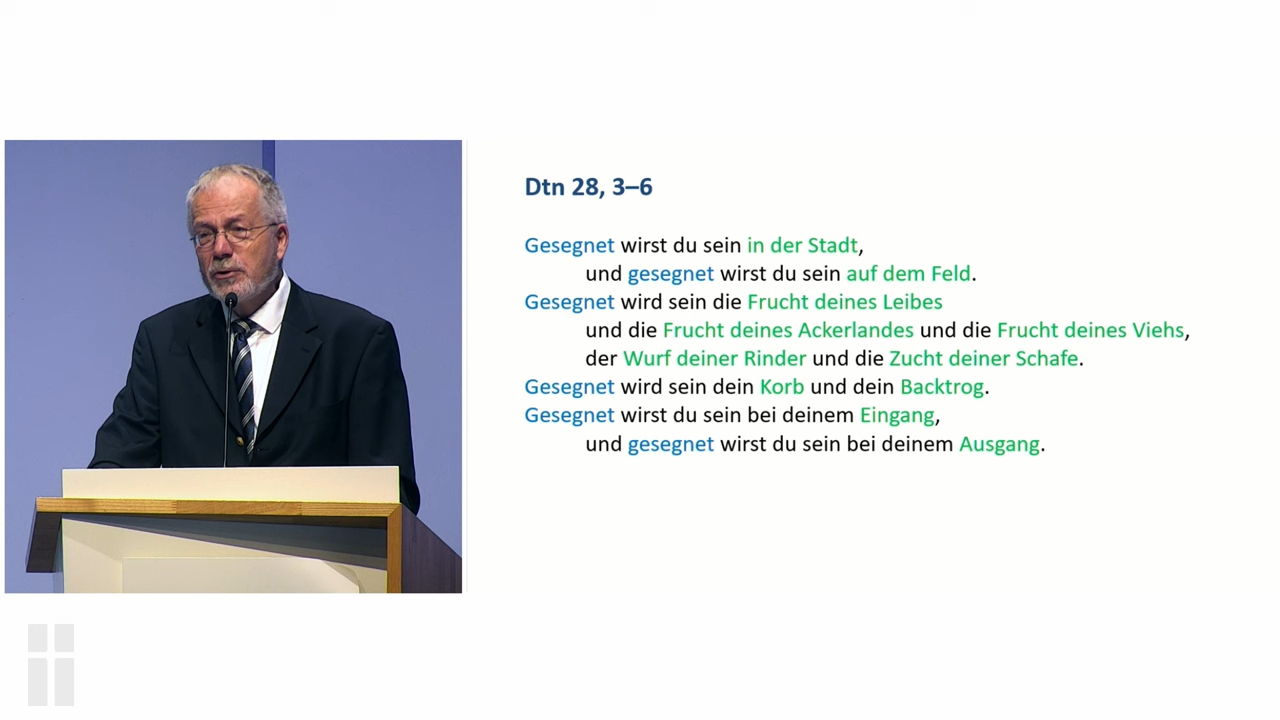 Dtn 28, 3–6
Gesegnet wirst du sein in der Stadt,
und gesegnet wirst du sein auf dem Feld.
Gesegnet wird sein die Frucht deines Leibes
und die Frucht deines Ackerlandes und die Frucht deines Viehs,
der Wurf deiner Rinder und die Zucht deiner Schafe.
Gesegnet wird sein dein Korb und dein Backtrog.
Gesegnet wirst du sein bei deinem Eingang,
und gesegnet wirst du sein bei deinem Ausgang.